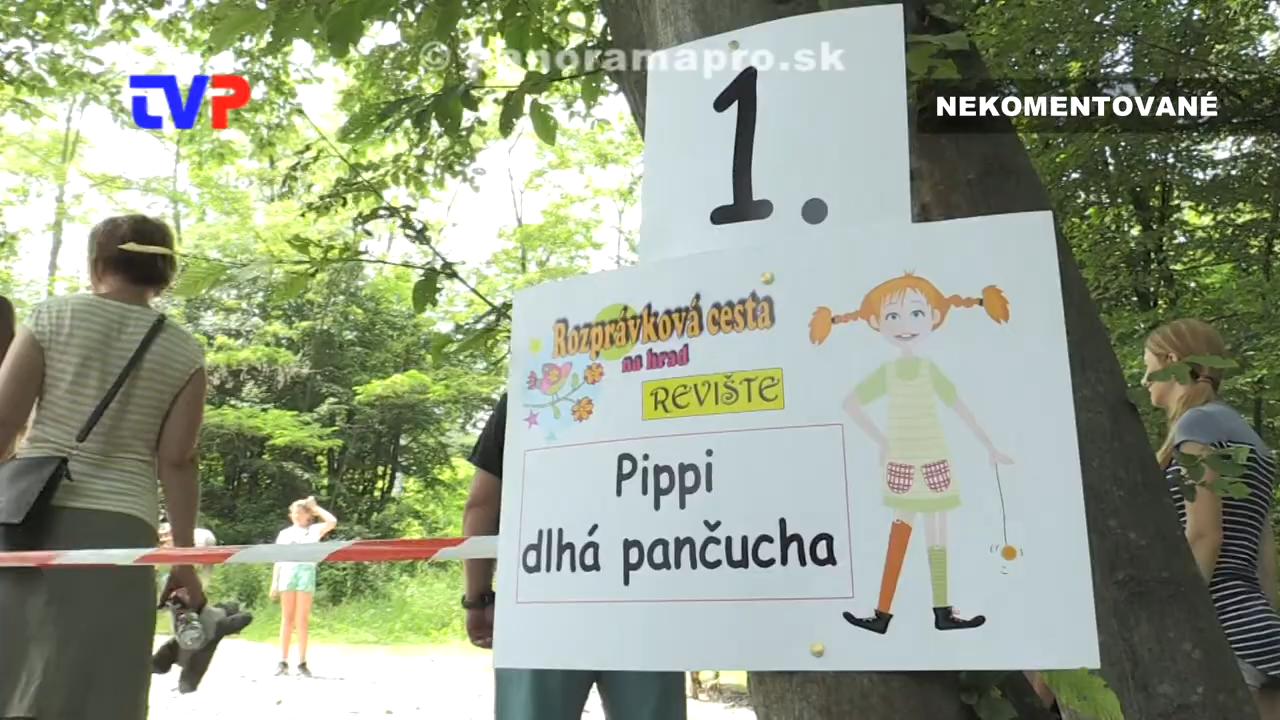 © panoramapro.sk
TVP
NEKOMENTOVANÉ
1.
Rozprávková cesta
na hrad
REVIŠTE
Pippi
dlhá pančucha